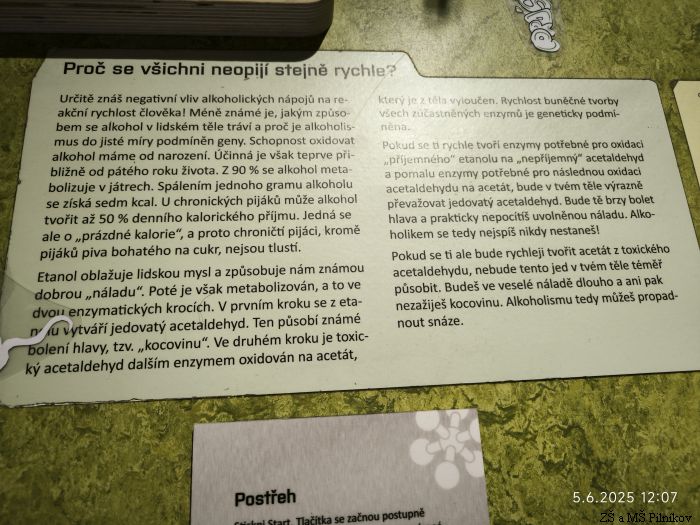 Proč se všichni neopijí stejně rychle?
Určitě znáš negativní vliv alkoholických nápojů na re-
akční rychlost člověka! Méně známé je, jakým způso-
bem se alkohol v lidském těle tráví a proč je alkoholis-
mus do jisté míry podmíněn geny. Schopnost oxidovat
alkohol máme od narození. Účinná je však teprve při-
bližně od pátého roku života. Z 90 % se alkohol meta-
bolizuje v játrech. Spálením jednoho gramu alkoholu
se získá sedm kcal. U chronických pijáků může alkohol
tvořit až 50 % denního kalorického příjmu. Jedná se
ale o „prázdné kalorie“, a proto chroničtí pijáci, kromě
pijáků piva bohatého na cukr, nejsou tlustí.
Etanol oblažuje lidskou mysl a způsobuje nám známou
dobrou „náladu“. Poté je však metabolizován, a to ve
dvou enzymatických krocích. V prvním kroku se z eta-
nolu vytváří jedovatý acetaldehyd. Ten působí známé
bolení hlavy, tzv. „kocovinu“. Ve druhém kroku je toxic-
ký acetaldehyd dalším enzymem oxidován na acetát,
který je z těla vyloučen. Rychlost buněčné tvorby
všech zúčastněných enzymů je geneticky podmí-
něna.
Pokud se ti rychle tvoří enzymy potřebné pro oxidaci
„příjemného“ etanolu na „nepříjemný“ acetaldehyd
a pomalu enzymy potřebné pro následnou oxidaci
acetaldehydu na acetát, bude v tvém těle výrazně
převažovat jedovatý acetaldehyd. Bude tě brzy bolet
hlava a prakticky nepocítíš uvolněnou náladu. Alko-
holikem se tedy nejspíš nikdy nestaneš!
Pokud se ti ale bude rychleji tvořit acetát z toxického
acetaldehydu, nebude tento jed v tvém těle téměř
působit. Budeš ve veselé náladě dlouho a ani pak
nezažiješ kocovinu. Alkoholismu tedy můžeš propad-
nout snáze.
Postřeh
Stiskni Start. Tlačítka se začnou postupně
5.6.2025 12:07
ZŠ a MŠ Pilníkov